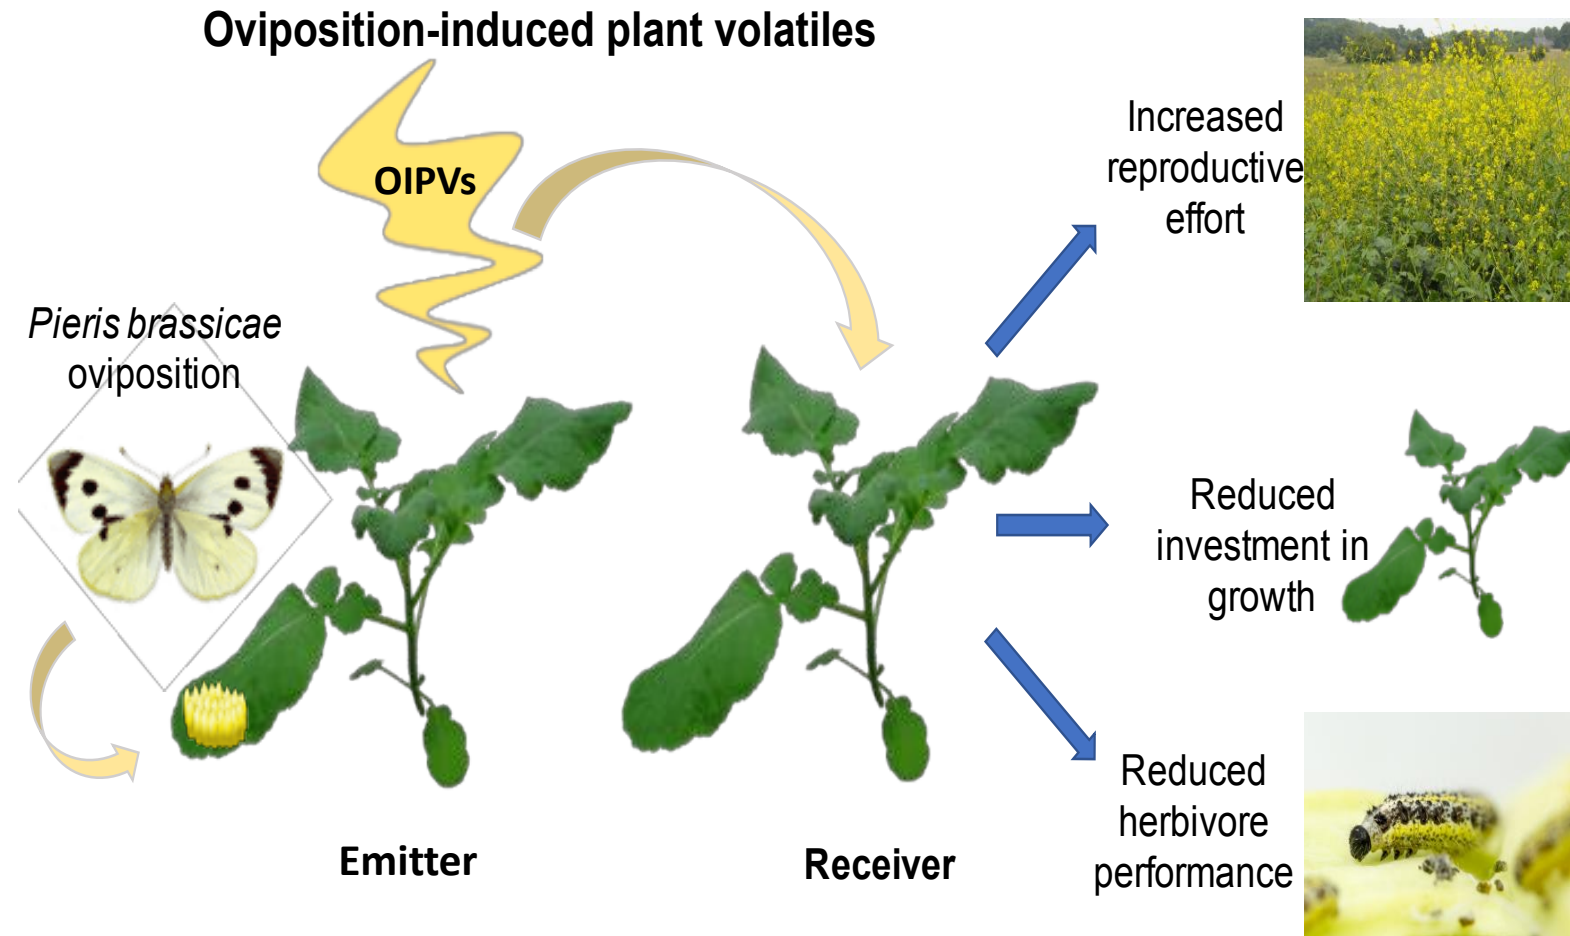 Oviposition-induced plant volatiles
OIPVs
Pieris brassicae
oviposition
Emitter
Receiver
Increased
reproductive
effort
Reduced
investment in
growth
Reduced
herbivore
performance